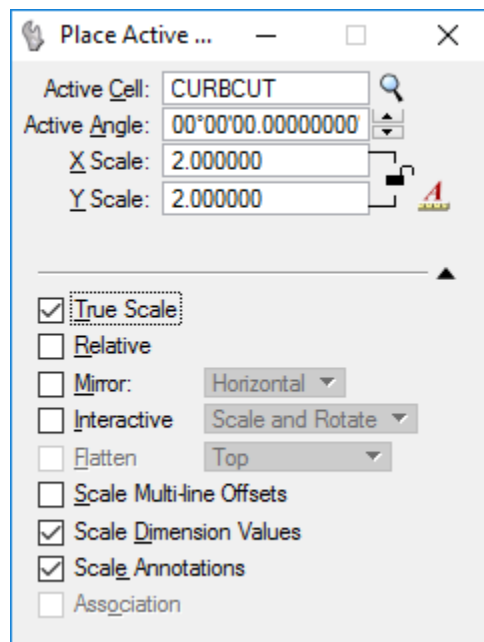 Place Active ...
Active Cell: CURBCUT
Active Angle: 00°00'00.00000000"
X Scale: 2.000000
Y Scale: 2.000000
A
True Scale
Relative
Mirror: Horizontal
Interactive Scale and Rotate
Flatten Top
Scale Multi-line Offsets
Scale Dimension Values
Scale Annotations
Association